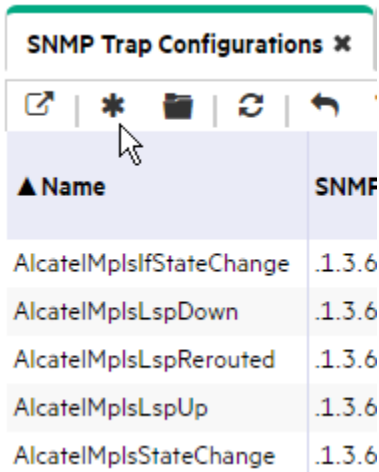 SNMP Trap Configurations ✖
▲ Name SNMP
AlcatelMplsIfStateChange .1.3.6
AlcatelMplsLspDown .1.3.6
AlcatelMplsLspRerouted .1.3.6
AlcatelMplsLspUp .1.3.6
AlcatelMplsStateChange .1.3.6